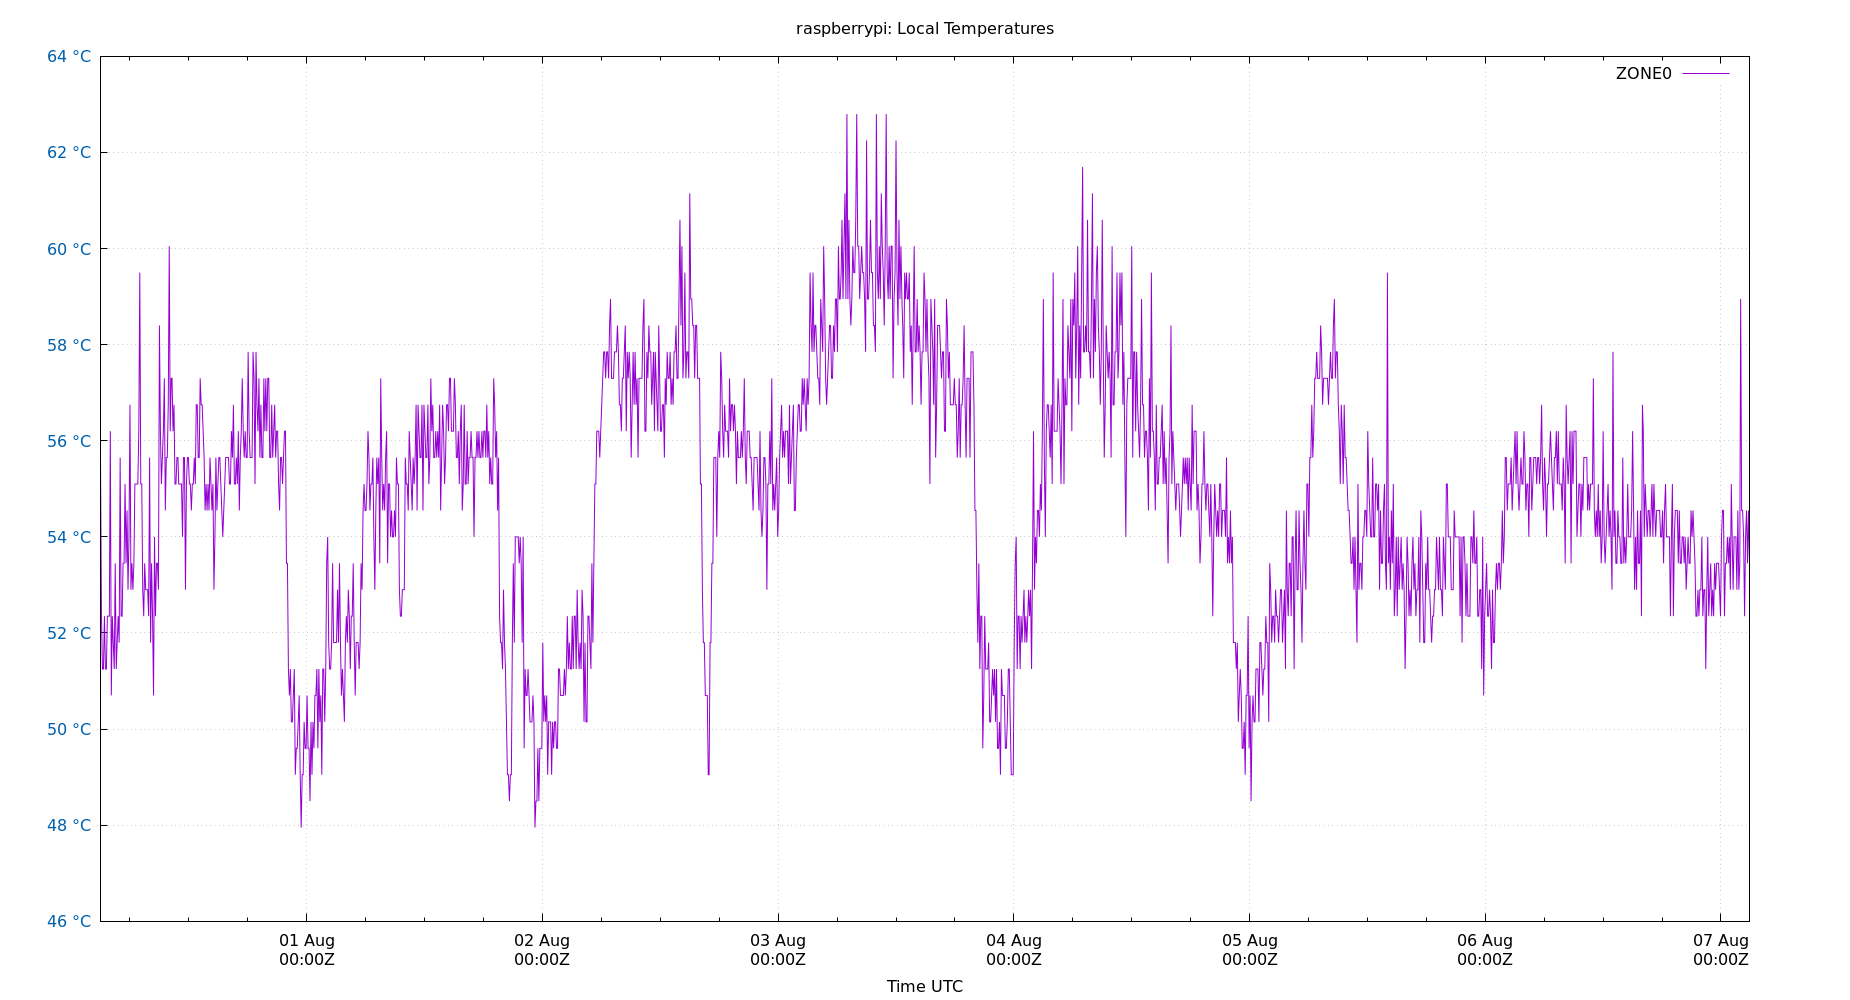 raspberrypi: Local Temperatures
ZONE0
64 °C
62 °C
60 °C
58 °C
56 °C
54 °C
52 °C
50 °C
48 °C
46 °C
01 Aug
00:00Z
02 Aug
00:00Z
03 Aug
00:00Z
04 Aug
00:00Z
05 Aug
00:00Z
06 Aug
00:00Z
07 Aug
00:00Z
Time UTC